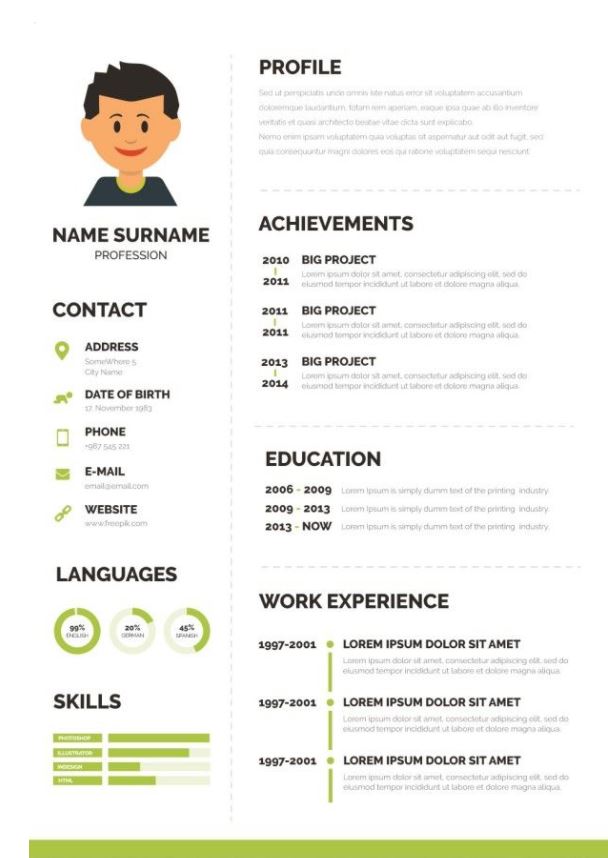 NAME SURNAME
PROFESSION
CONTACT
ADDRESS
SomeWhere 5
City Name
DATE OF BIRTH
17. November 1983
PHONE
+987 545 221
E-MAIL
email@email.com
WEBSITE
www.freepik.com
LANGUAGES
99%
ENGLISH
20%
GERMAN
45%
SPANISH
SKILLS
PHOTOSHOP
ILLUSTRATOR
INDESIGN
HTML
PROFILE
Sed ut perspiciatis unde omnis iste natus error sit voluptatem accusantium
doloremque laudantium, totam rem aperiam, eaque ipsa quae ab illo inventore
veritatis et quasi architecto beatae vitae dicta sunt explicabo.
Nemo enim ipsam voluptatem quia voluptas sit aspernatur aut odit aut fugit, sed
quia consequuntur magni dolores eos qui ratione voluptatem sequi nesciunt.
ACHIEVEMENTS
2010 BIG PROJECT
Lorem ipsum dolor sit amet, consectetur adipiscing elit, sed do
2011 eiusmod tempor incididunt ut labore et dolore magna aliqua.
2011 BIG PROJECT
Lorem ipsum dolor sit amet, consectetur adipiscing elit, sed do
2011 eiusmod tempor incididunt ut labore et dolore magna aliqua.
2013 BIG PROJECT
Lorem ipsum dolor sit amet, consectetur adipiscing elit, sed do
2014 eiusmod tempor incididunt ut labore et dolore magna aliqua.
EDUCATION
2006 - 2009 Lorem Ipsum is simply dumm text of the printing industry.
2009 - 2013 Lorem Ipsum is simply dumm text of the printing industry.
2013 - NOW Lorem Ipsum is simply dumm text of the printing industry.
WORK EXPERIENCE
1997-2001 LOREM IPSUM DOLOR SIT AMET
Lorem ipsum dolor sit amet, consectetur adipiscing elit, sed do
eiusmod tempor incididunt ut labore et dolore magna aliqua.
1997-2001 LOREM IPSUM DOLOR SIT AMET
Lorem ipsum dolor sit amet, consectetur adipiscing elit, sed do
eiusmod tempor incididunt ut labore et dolore magna aliqua.
1997-2001 LOREM IPSUM DOLOR SIT AMET
Lorem ipsum dolor sit amet, consectetur adipiscing elit, sed do
eiusmod tempor incididunt ut labore et dolore magna aliqua.